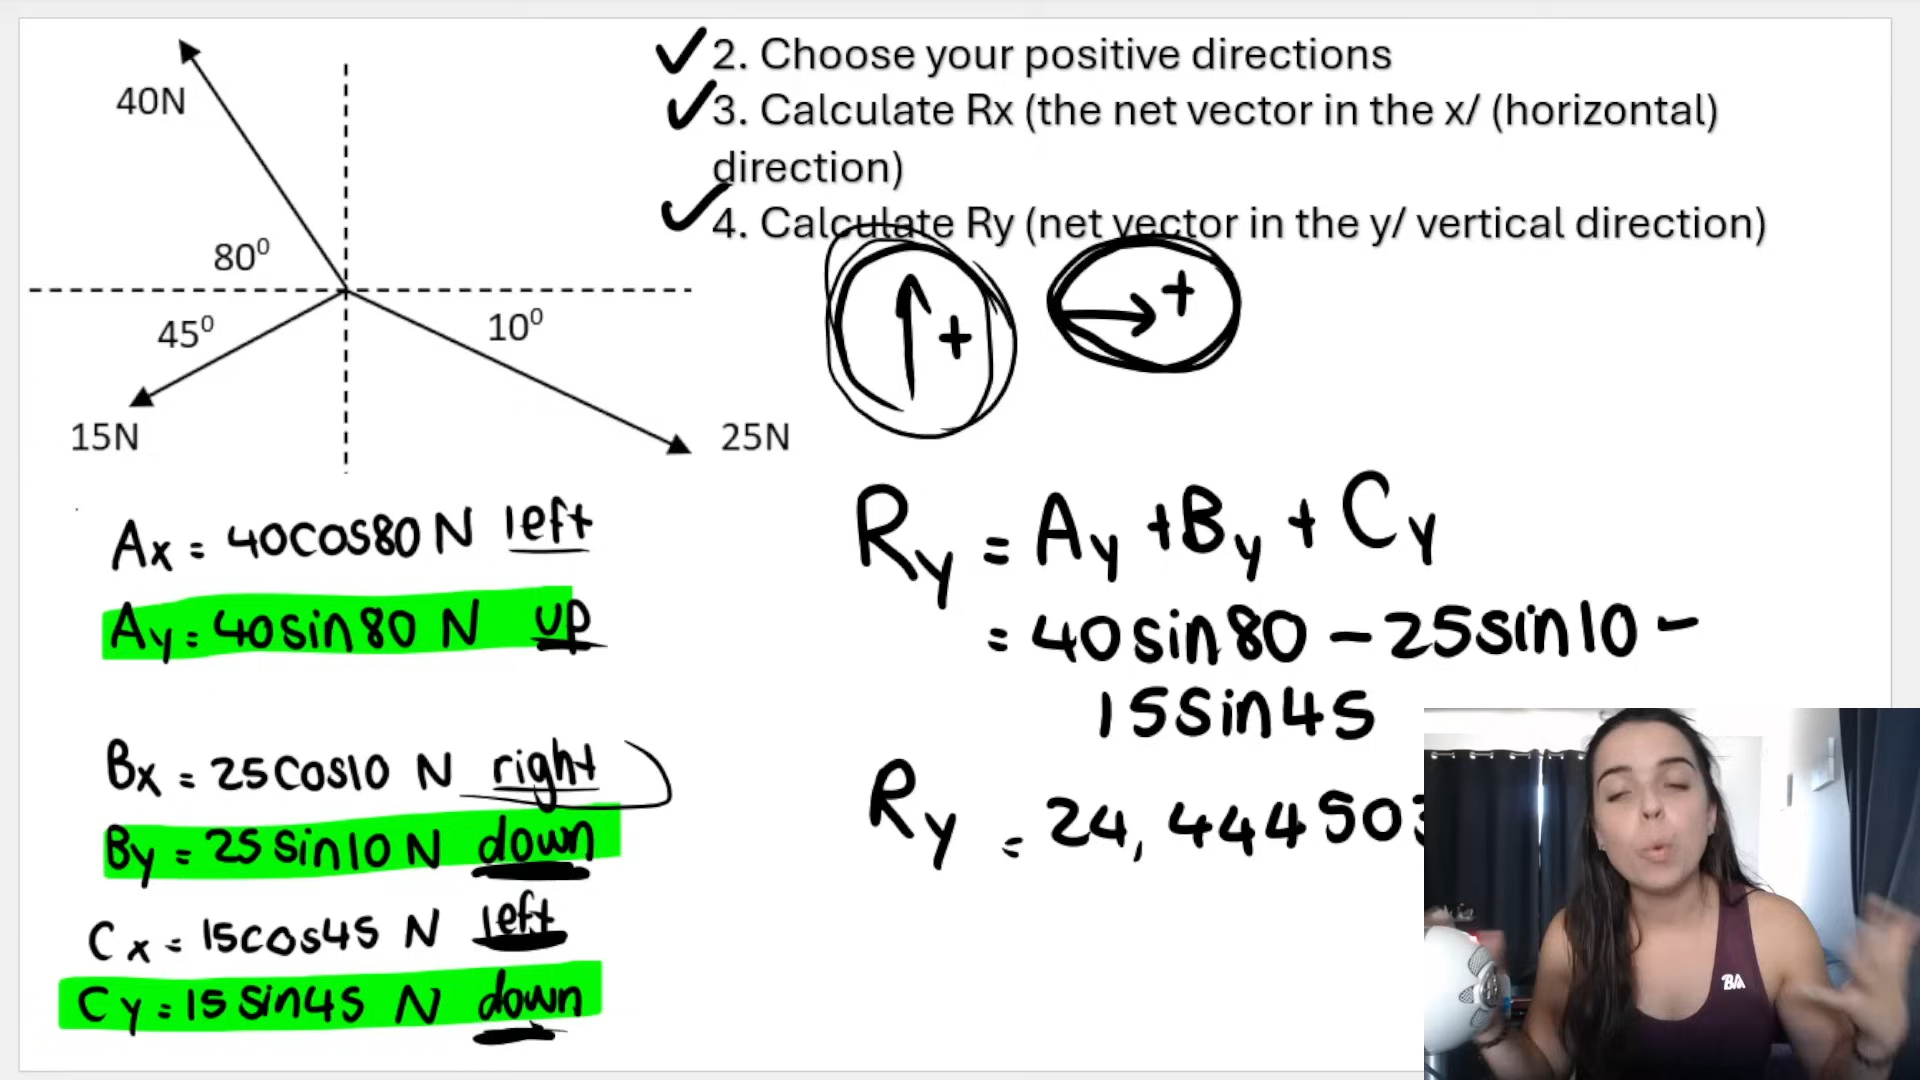 ✓2. Choose your positive directions
✓3. Calculate Rx (the net vector in the x/ (horizontal)
direction)
✓4. Calculate Ry (net vector in the y/ vertical direction)
40N
80⁰
45⁰
10⁰
15N
25N
↑+
→+
Ax = 40cos80 N left
Ay = 40sin80 N up
Bx = 25cos10 N right
By = 25sin10 N down
Cx = 15cos45 N left
Cy = 15sin45 N down
Ry = Ay + By + Cy
= 40sin80 - 25sin10 -
15sin45
Ry = 24,444503
BA